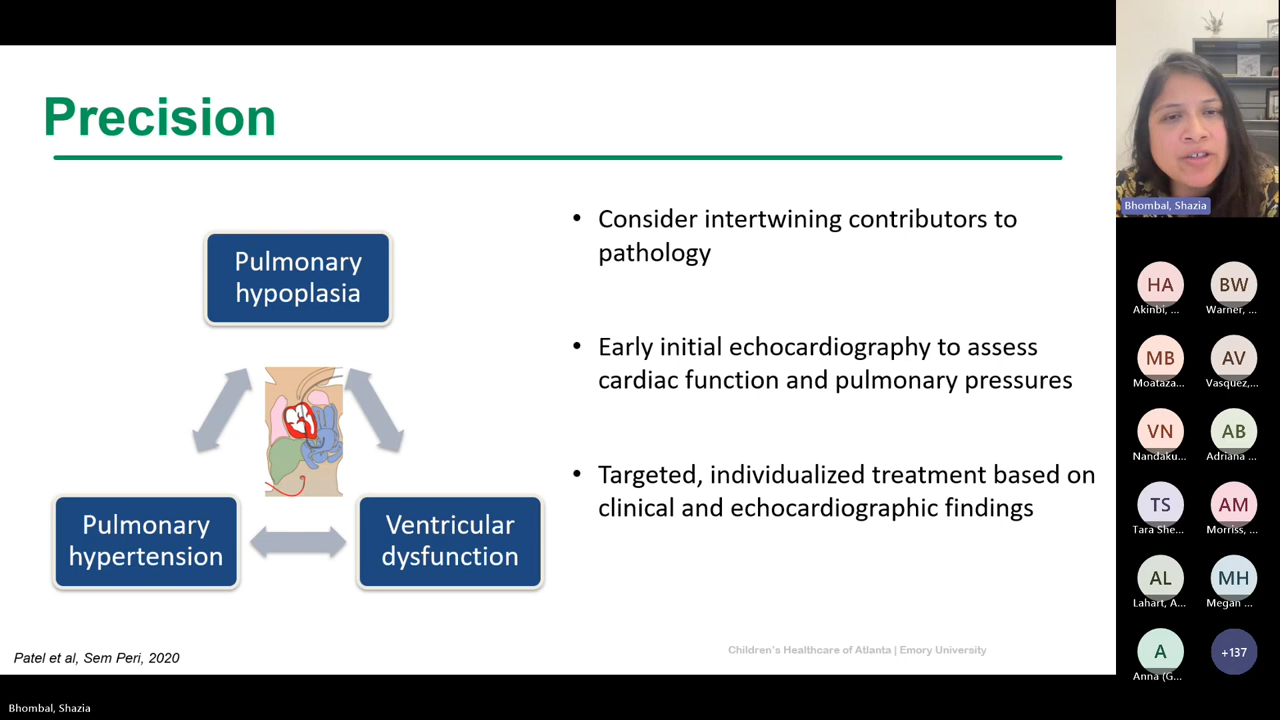 Precision
Pulmonary
hypoplasia
Pulmonary
hypertension
Ventricular
dysfunction
• Consider intertwining contributors to
pathology
• Early initial echocardiography to assess
cardiac function and pulmonary pressures
• Targeted, individualized treatment based on
clinical and echocardiographic findings
Patel et al, Sem Peri, 2020
Children's Healthcare of Atlanta | Emory University
Bhombal, Shazia
HA
Akinbi, ...
BW
Warner, ...
MB
Moataza...
AV
Vasquez,...
VN
Nandaku...
AB
Adriana ...
TS
Tara She...
AM
Morriss, ...
AL
Lahart, A...
MH
Megan ...
A
Anna (G...
+137
Bhombal, Shazia